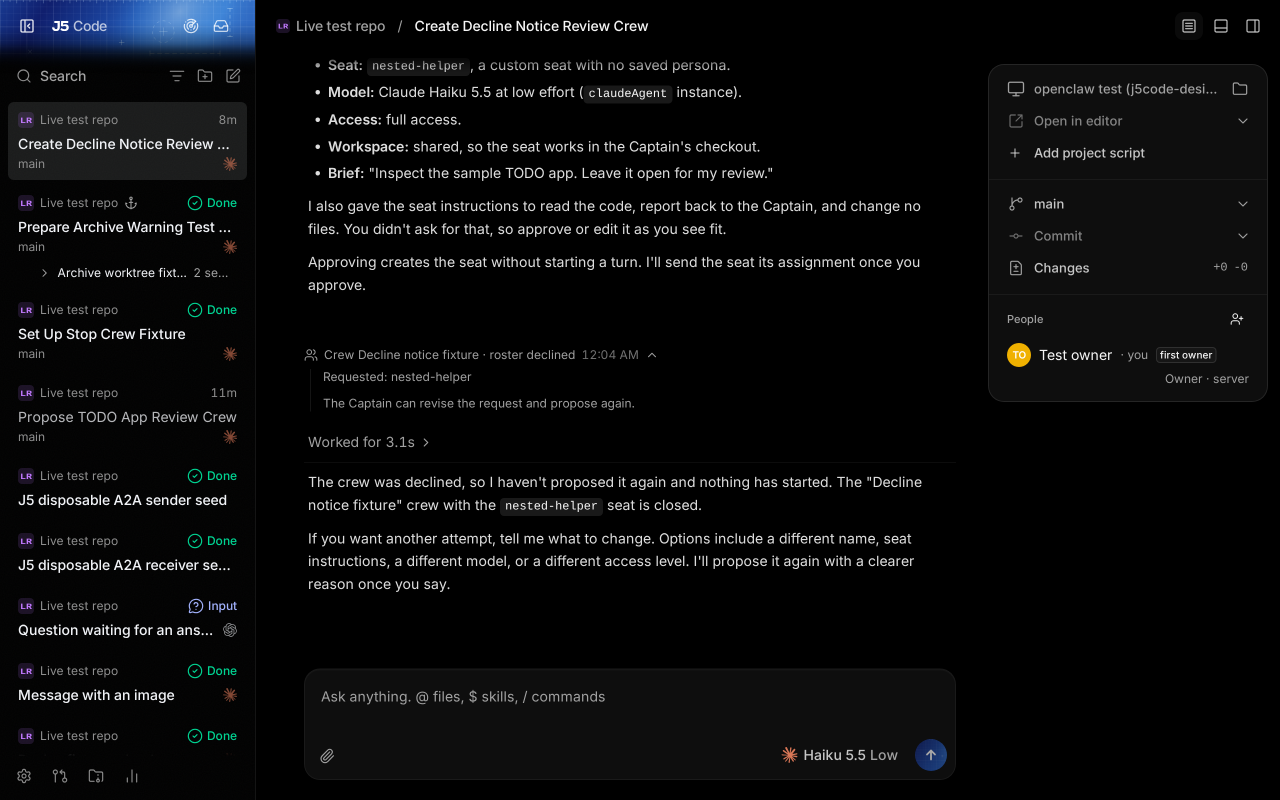 J5 Code
Search
LR Live test repo 8m
Create Decline Notice Review ...
main
LR Live test repo Done
Prepare Archive Warning Test ...
main
Archive worktree fixt... 2 se...
LR Live test repo Done
Set Up Stop Crew Fixture
main
LR Live test repo 11m
Propose TODO App Review Crew
main
LR Live test repo Done
J5 disposable A2A sender seed
LR Live test repo Done
J5 disposable A2A receiver se...
LR Live test repo Input
Question waiting for an ans...
LR Live test repo Done
Message with an image
LR Live test repo Done
LR Live test repo / Create Decline Notice Review Crew
• Seat: nested-helper, a custom seat with no saved persona.
• Model: Claude Haiku 5.5 at low effort (claudeAgent instance).
• Access: full access.
• Workspace: shared, so the seat works in the Captain's checkout.
• Brief: "Inspect the sample TODO app. Leave it open for my review."
I also gave the seat instructions to read the code, report back to the Captain, and change no
files. You didn't ask for that, so approve or edit it as you see fit.
Approving creates the seat without starting a turn. I'll send the seat its assignment once you
approve.
Crew Decline notice fixture · roster declined 12:04 AM
Requested: nested-helper
The Captain can revise the request and propose again.
Worked for 3.1s
The crew was declined, so I haven't proposed it again and nothing has started. The "Decline
notice fixture" crew with the nested-helper seat is closed.
If you want another attempt, tell me what to change. Options include a different name, seat
instructions, a different model, or a different access level. I'll propose it again with a clearer
reason once you say.
Ask anything. @ files, $ skills, / commands
Haiku 5.5 Low
openclaw test (j5code-desi...
Open in editor
Add project script
main
Commit
Changes +0 -0
People
TO Test owner · you first owner
Owner · server